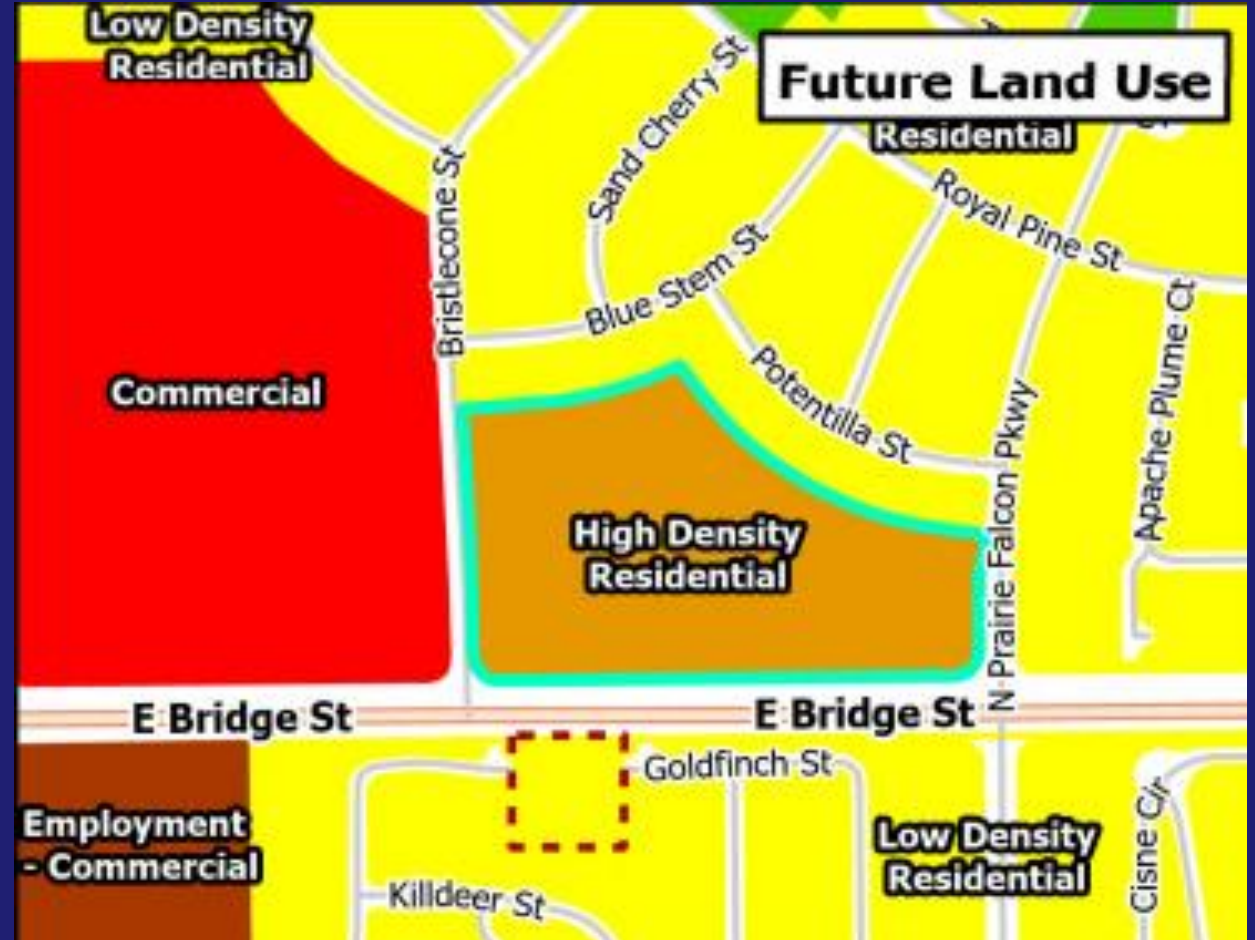 Low Density
Residential
Future Land Use
Residential
Sand Cherry St
Bristlecone St
Royal Pine St
Blue Stem St
Potentilla St
Apache Plume Ct
N Prairie Falcon Pkwy
Commercial
High Density
Residential
E Bridge St
E Bridge St
Goldfinch St
Employment
- Commercial
Low Density
Residential
Cisne Cir
Killdeer St